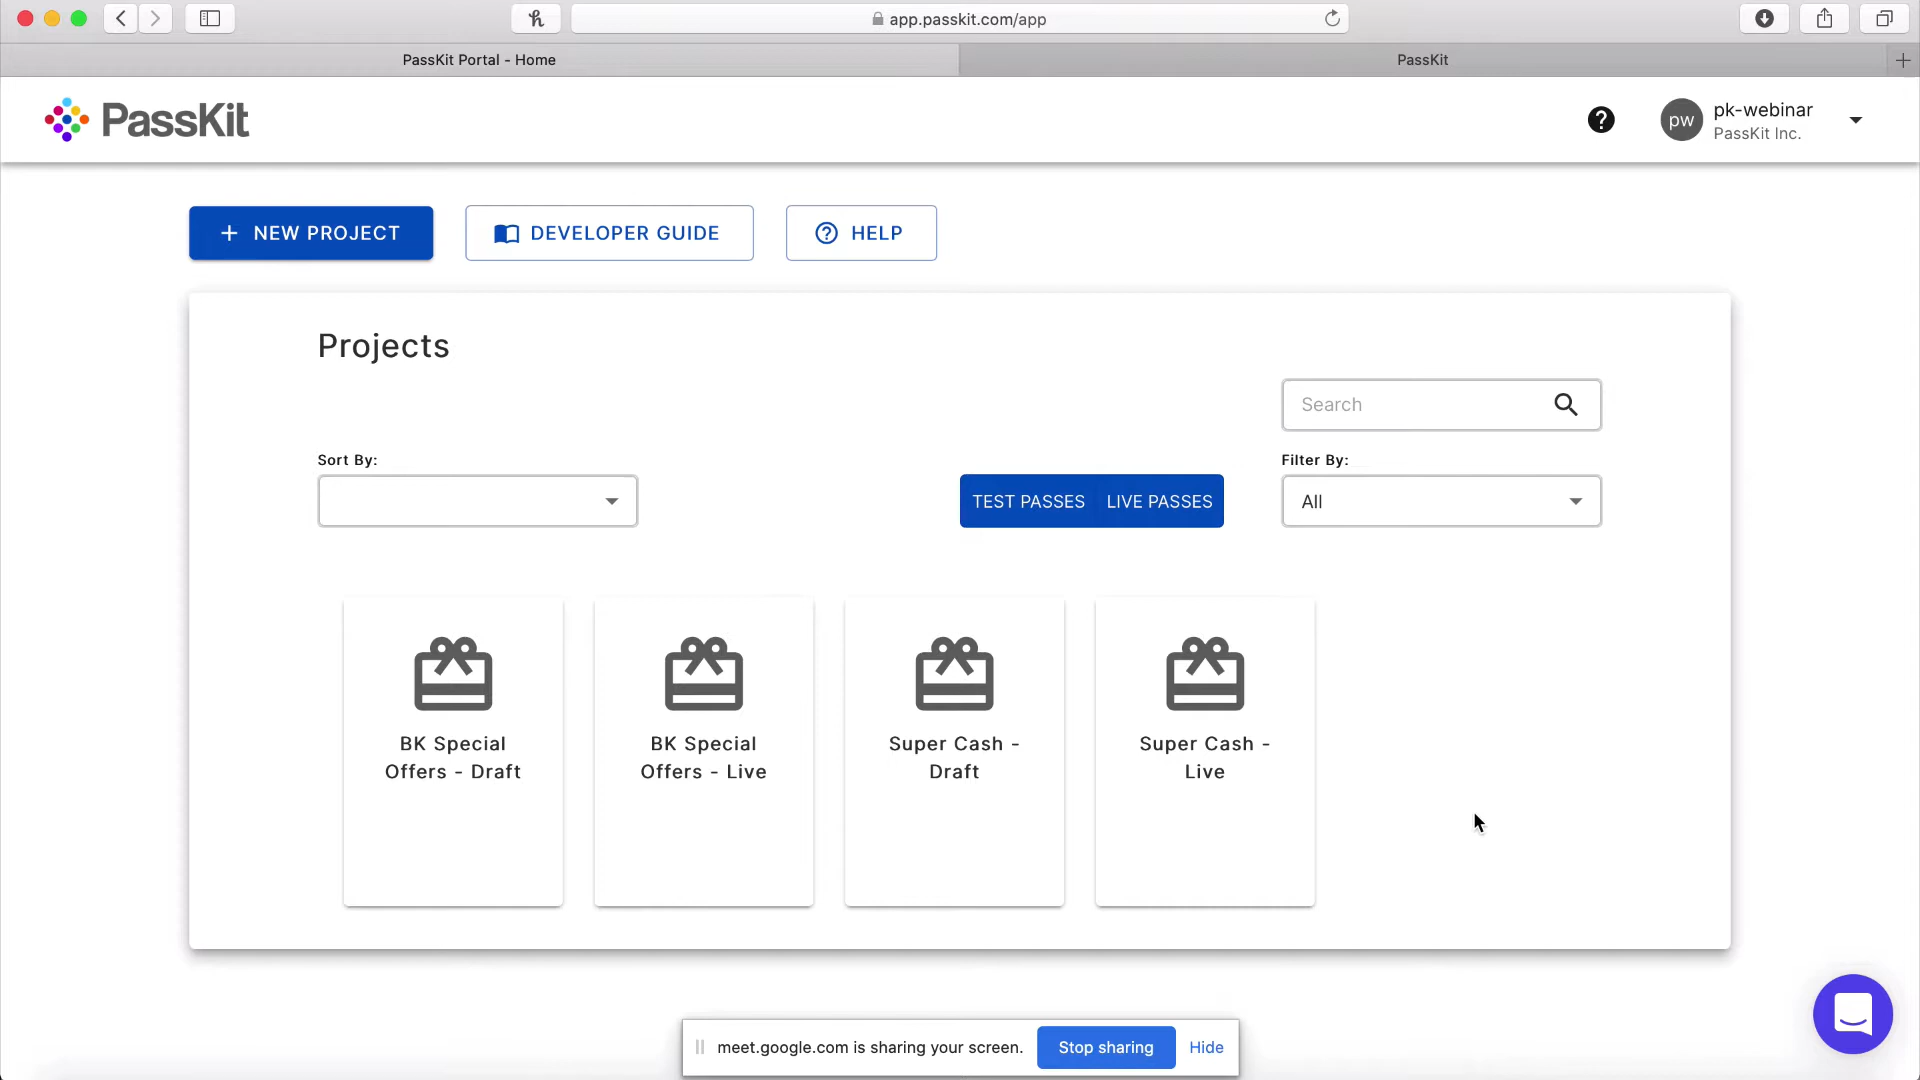 app.passkit.com/app
PassKit Portal - Home
PassKit
PassKit
?
pw
pk-webinar
PassKit Inc.
+ NEW PROJECT
DEVELOPER GUIDE
HELP
Projects
Search
Sort By:
Filter By:
TEST PASSES
LIVE PASSES
All
BK Special
Offers - Draft
BK Special
Offers - Live
Super Cash -
Draft
Super Cash -
Live
meet.google.com is sharing your screen.
Stop sharing
Hide